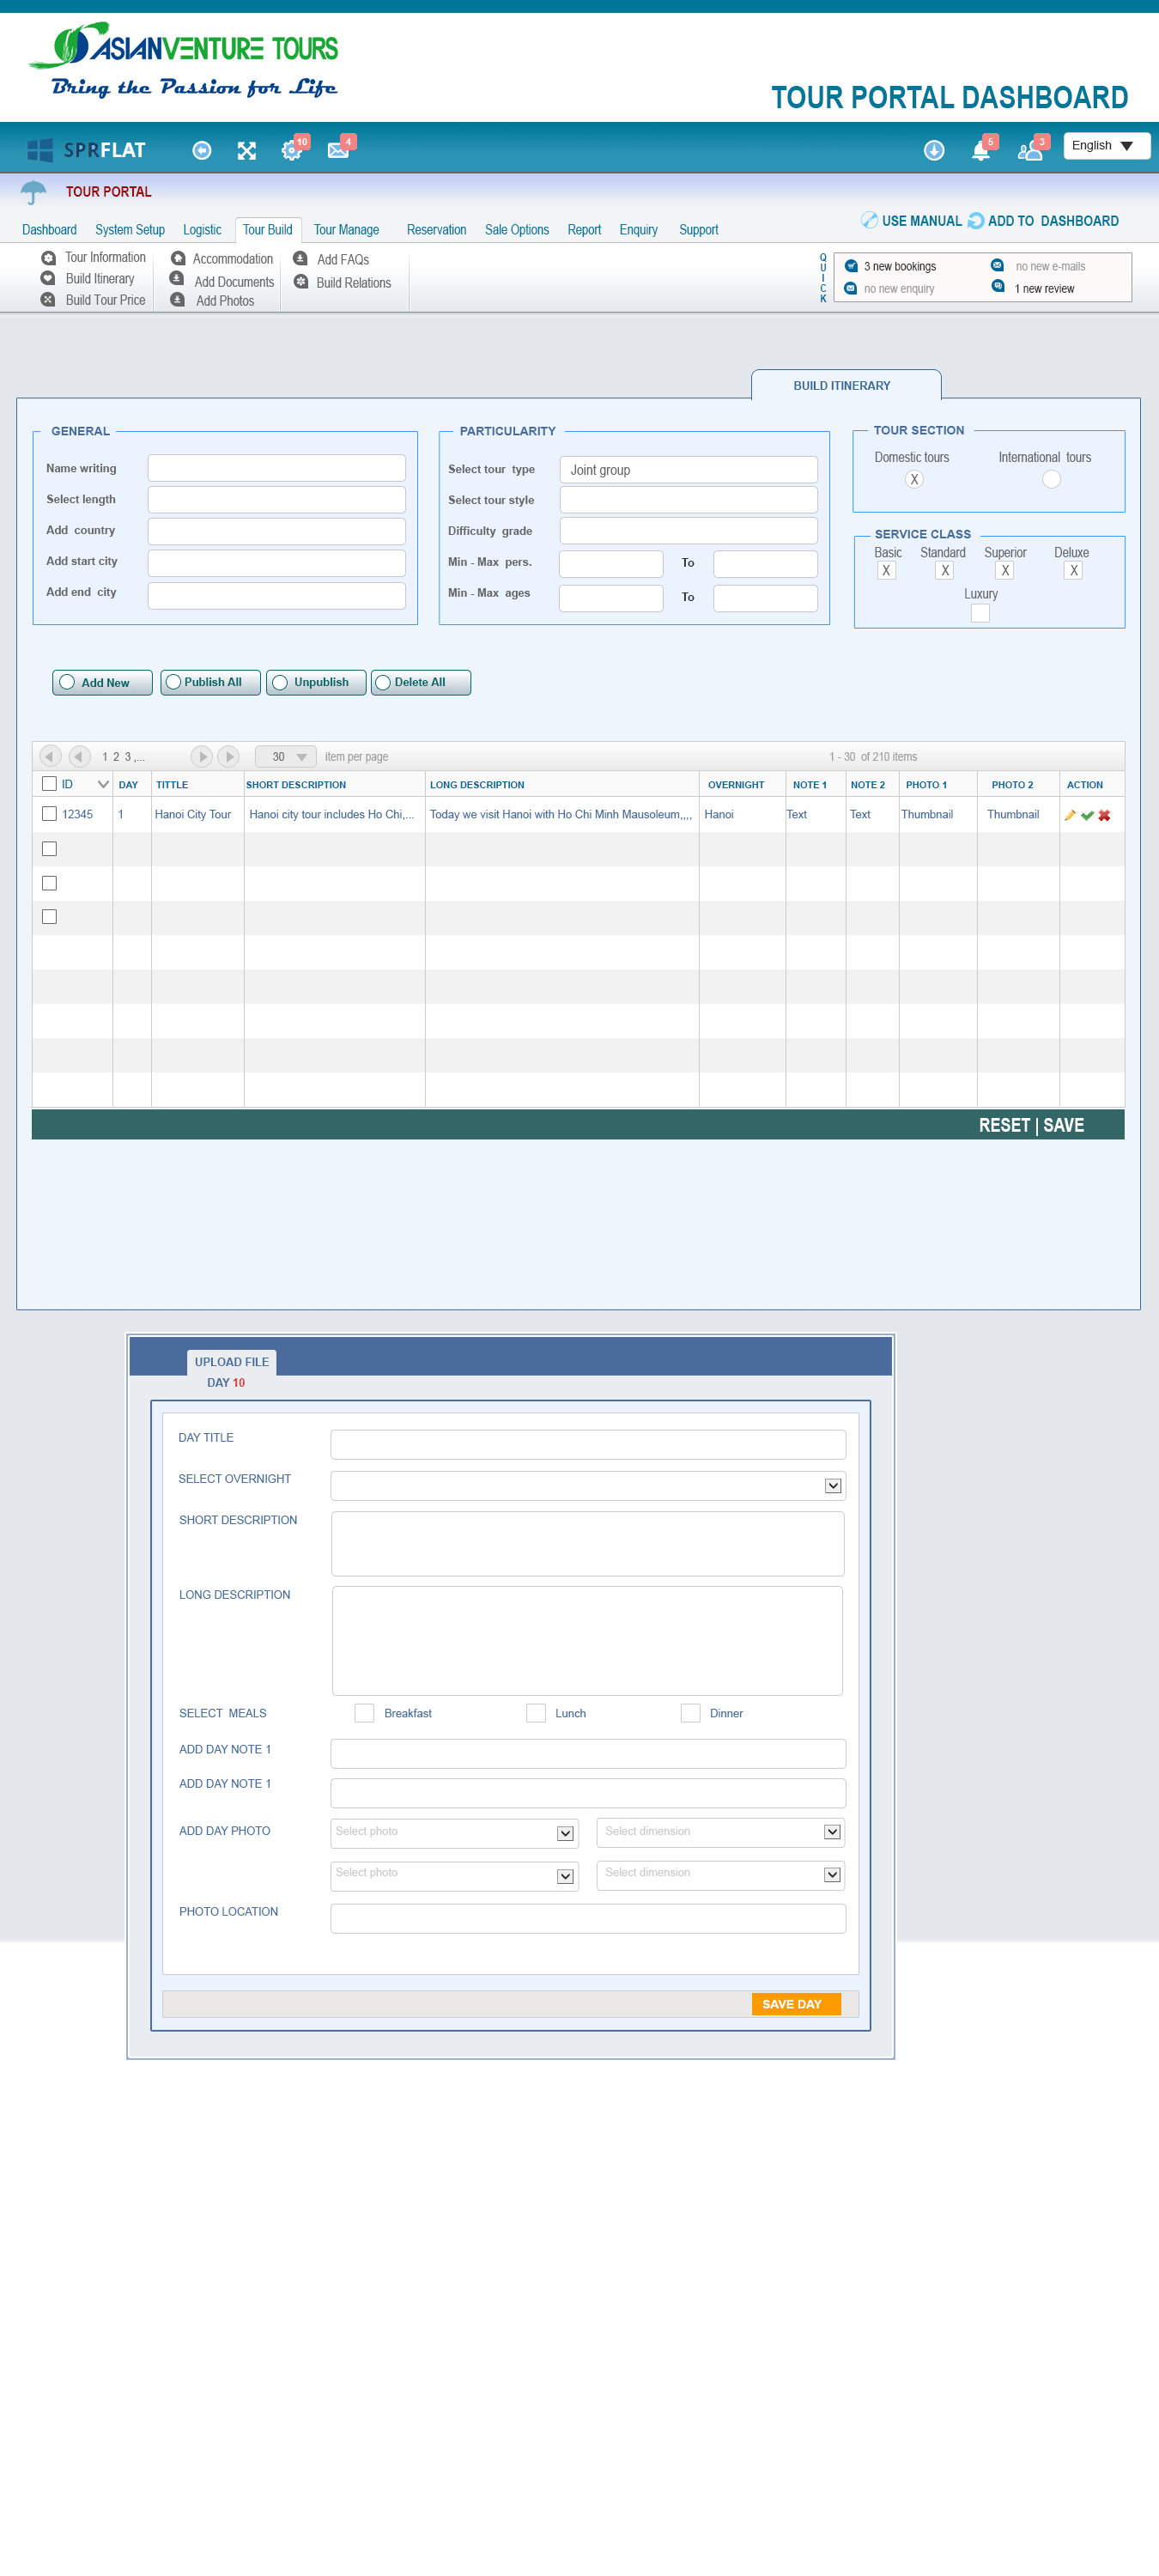 ASIANVENTURE TOURS
Bring the Passion for Life
TOUR PORTAL DASHBOARD
SPRFLAT 10 4 5 3 English
TOUR PORTAL
USE MANUAL ADD TO DASHBOARD
Dashboard System Setup Logistic Tour Build Tour Manage Reservation Sale Options Report Enquiry Support
Tour Information Accommodation Add FAQs
Build Itinerary Add Documents Build Relations
Build Tour Price Add Photos
QUICK
3 new bookings no new e-mails
no new enquiry 1 new review
BUILD ITINERARY
GENERAL
Name writing
Select length
Add country
Add start city
Add end city
PARTICULARITY
Select tour type Joint group
Select tour style
Difficulty grade
Min - Max pers. To
Min - Max ages To
TOUR SECTION
Domestic tours International tours
X
SERVICE CLASS
Basic Standard Superior Deluxe
X X X X
Luxury
Add New Publish All Unpublish Delete All
1 2 3 ,... 30 item per page 1 - 30 of 210 items
ID DAY TITTLE SHORT DESCRIPTION LONG DESCRIPTION OVERNIGHT NOTE 1 NOTE 2 PHOTO 1 PHOTO 2 ACTION
12345 1 Hanoi City Tour Hanoi city tour includes Ho Chi,... Today we visit Hanoi with Ho Chi Minh Mausoleum,,,, Hanoi Text Text Thumbnail Thumbnail
RESET | SAVE
UPLOAD FILE
DAY 10
DAY TITLE
SELECT OVERNIGHT
SHORT DESCRIPTION
LONG DESCRIPTION
SELECT MEALS Breakfast Lunch Dinner
ADD DAY NOTE 1
ADD DAY NOTE 1
ADD DAY PHOTO Select photo Select dimension
Select photo Select dimension
PHOTO LOCATION
SAVE DAY